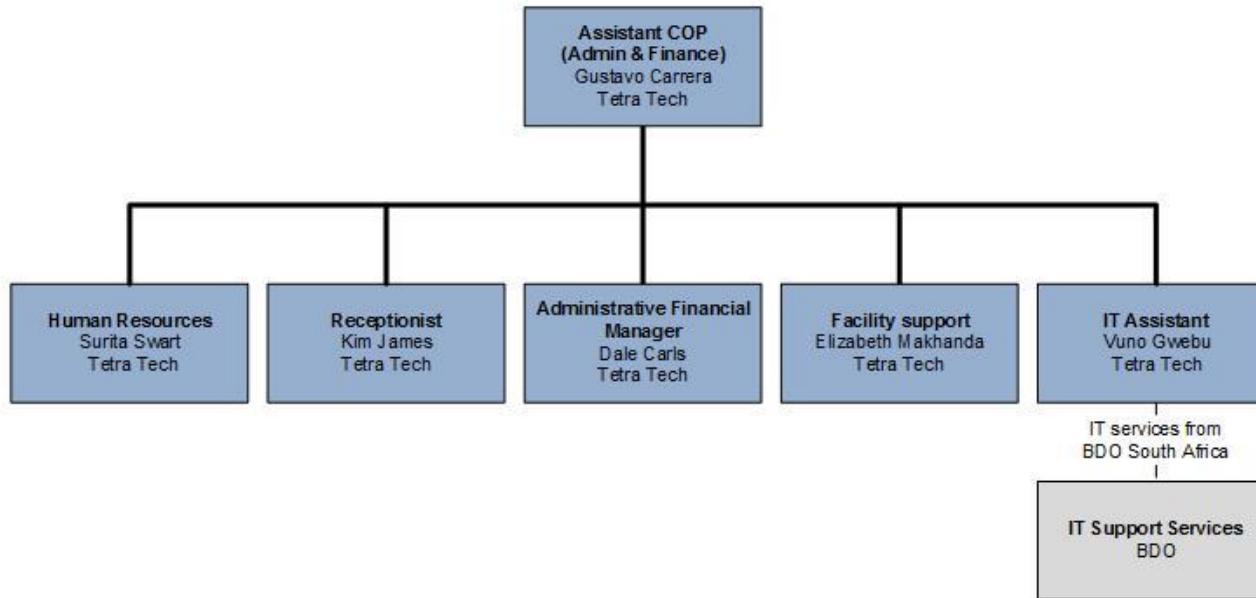 Assistant COP
(Admin & Finance)
Gustavo Carrera
Tetra Tech
Human Resources
Surita Swart
Tetra Tech
Receptionist
Kim James
Tetra Tech
Administrative Financial
Manager
Dale Carls
Tetra Tech
Facility support
Elizabeth Makhanda
Tetra Tech
IT Assistant
Vuno Gwebu
Tetra Tech
IT services from
BDO South Africa
IT Support Services
BDO